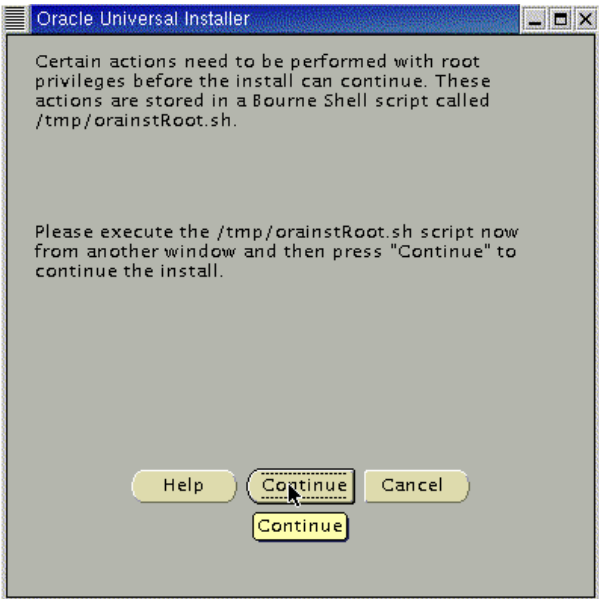 Oracle Universal Installer
Certain actions need to be performed with root
privileges before the install can continue. These
actions are stored in a Bourne Shell script called
/tmp/orainstRoot.sh.
Please execute the /tmp/orainstRoot.sh script now
from another window and then press "Continue" to
continue the install.
Help Continue Cancel
Continue